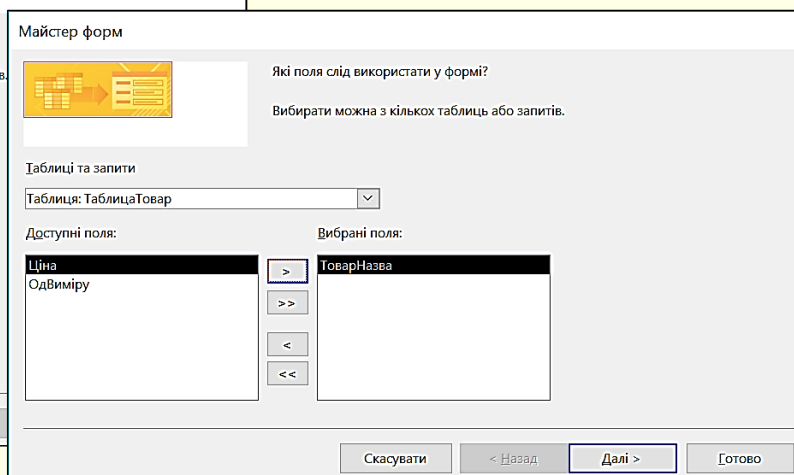 Майстер форм
в.
Які поля слід використати у формі?
Вибирати можна з кількох таблиць або запитів.
Таблиці та запити
Таблиця: ТаблицаТовар
Доступні поля:
Вибрані поля:
Ціна
ОдВиміру
>
>>
<
<<
ТоварНазва
Скасувати
< Назад
Далі >
Готово